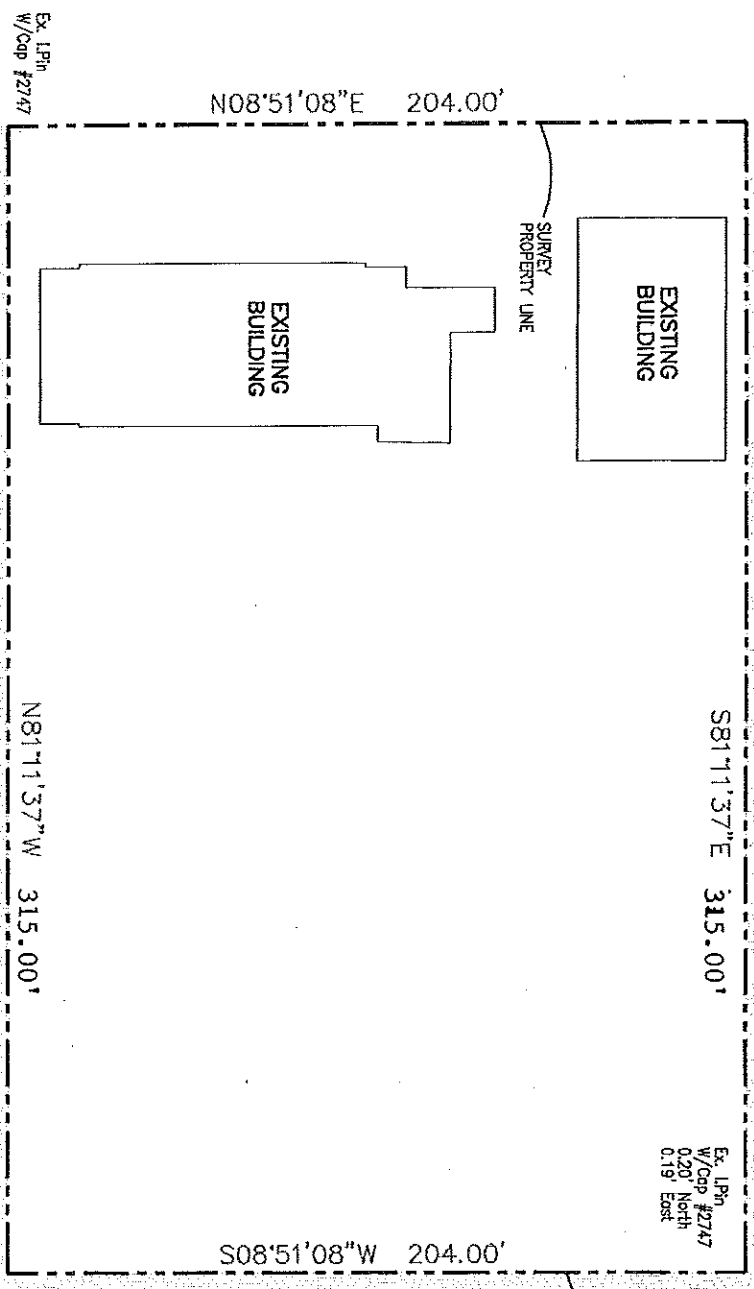 Ex. I.Pin
W/Cap #2747
N08°51'08"E 204.00'
SURVEY
PROPERTY LINE
EXISTING
BUILDING
EXISTING
BUILDING
S81°11'37"E 315.00'
N81°11'37"W 315.00'
Ex. I.Pin
W/Cap #2747
0.20' North
0.19' East
S08°51'08"W 204.00'